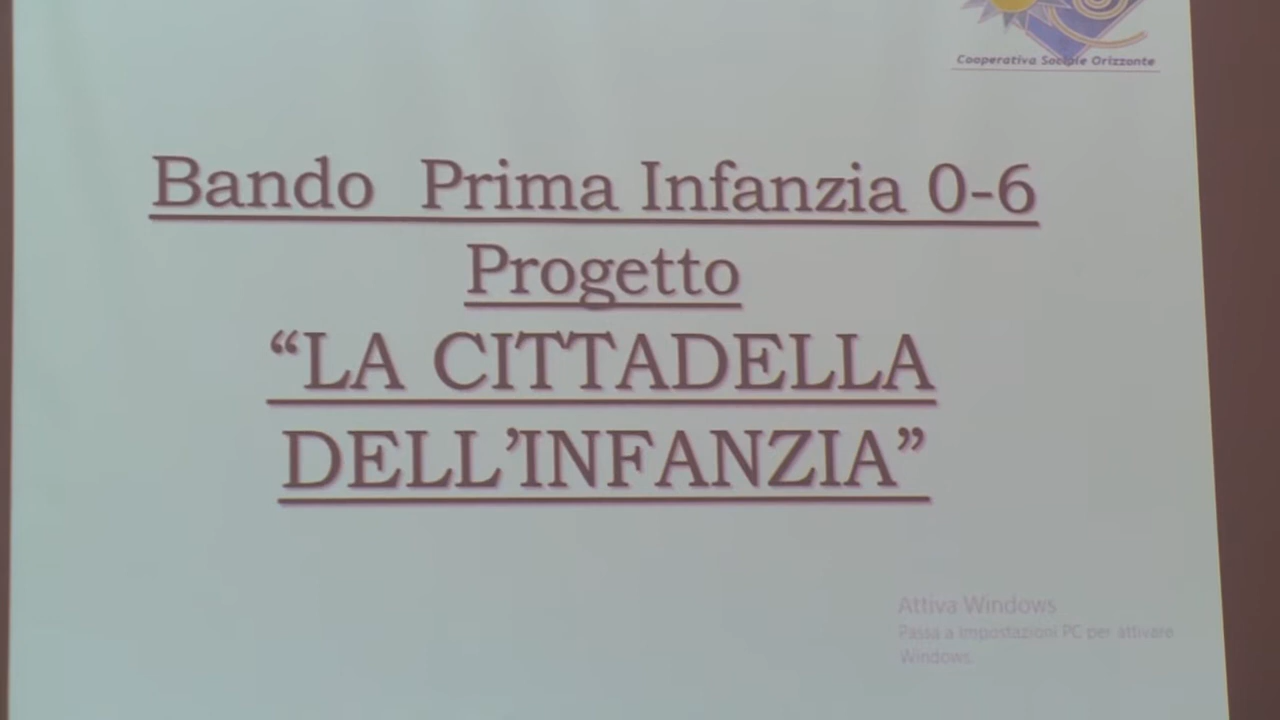 Cooperativa Sociale Orizzonte
Bando Prima Infanzia 0-6
Progetto
“LA CITTADELLA
DELL’INFANZIA”
Attiva Windows
Passa a Impostazioni PC per attivare
Windows.